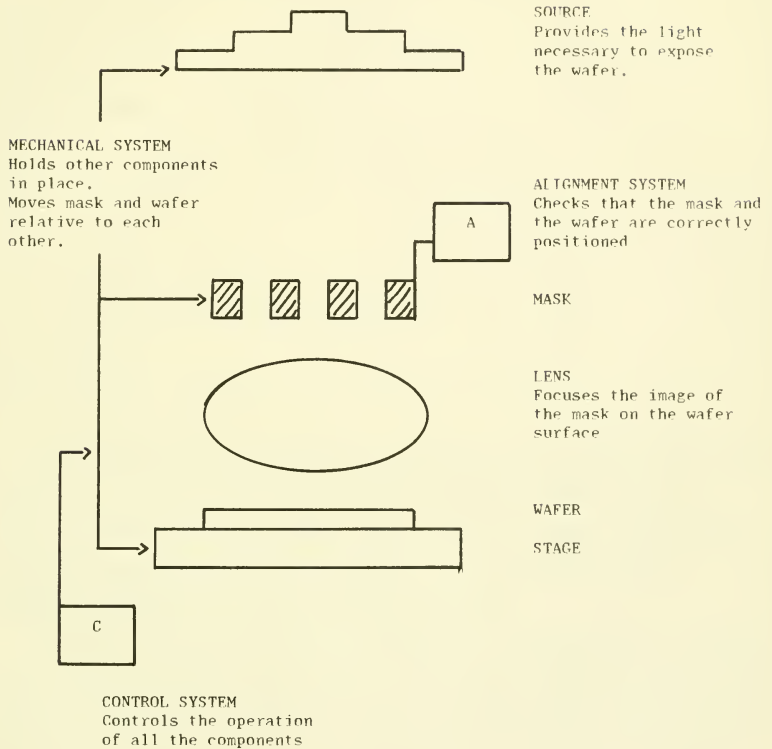 SOURCE
Provides the light
necessary to expose
the wafer.
MECHANICAL SYSTEM
Holds other components
in place.
Moves mask and wafer
relative to each
other.
ALIGNMENT SYSTEM
Checks that the mask and
the wafer are correctly
positioned
A
MASK
LENS
Focuses the image of
the mask on the wafer
surface
WAFER
STAGE
C
CONTROL SYSTEM
Controls the operation
of all the components